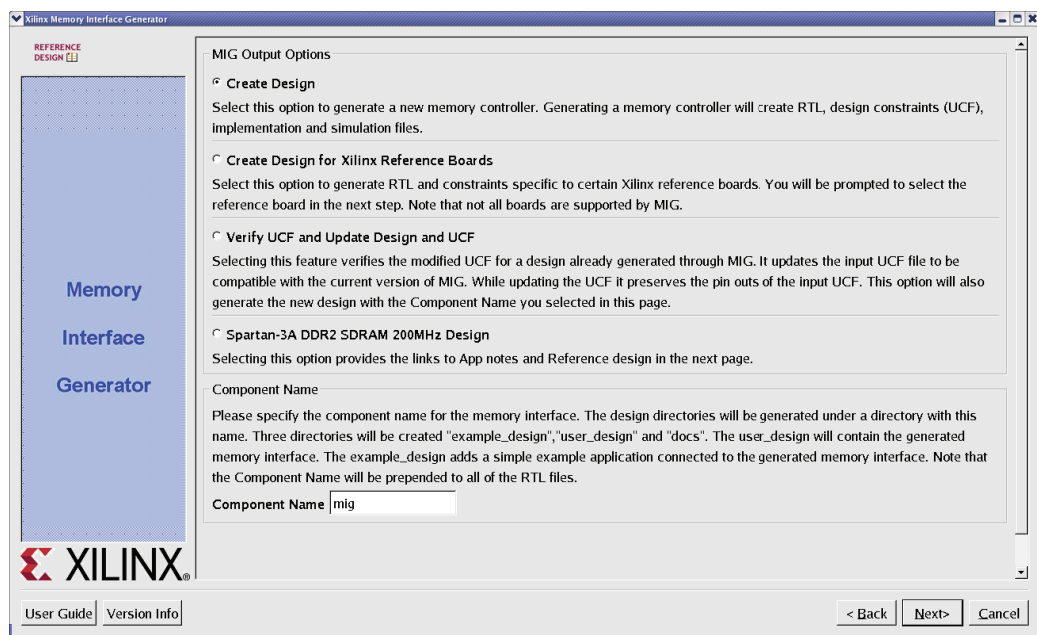 Xilinx Memory Interface Generator
REFERENCE
DESIGN
Memory
Interface
Generator
XILINX®
MIG Output Options
Create Design
Select this option to generate a new memory controller. Generating a memory controller will create RTL, design constraints (UCF),
implementation and simulation files.
Create Design for Xilinx Reference Boards
Select this option to generate RTL and constraints specific to certain Xilinx reference boards. You will be prompted to select the
reference board in the next step. Note that not all boards are supported by MIG.
Verify UCF and Update Design and UCF
Selecting this feature verifies the modified UCF for a design already generated through MIG. It updates the input UCF file to be
compatible with the current version of MIG. While updating the UCF it preserves the pin outs of the input UCF. This option will also
generate the new design with the Component Name you selected in this page.
Spartan-3A DDR2 SDRAM 200MHz Design
Selecting this option provides the links to App notes and Reference design in the next page.
Component Name
Please specify the component name for the memory interface. The design directories will be generated under a directory with this
name. Three directories will be created "example_design","user_design" and "docs". The user_design will contain the generated
memory interface. The example_design adds a simple example application connected to the generated memory interface. Note that
the Component Name will be prepended to all of the RTL files.
Component Name mig
User Guide Version Info < Back Next> Cancel